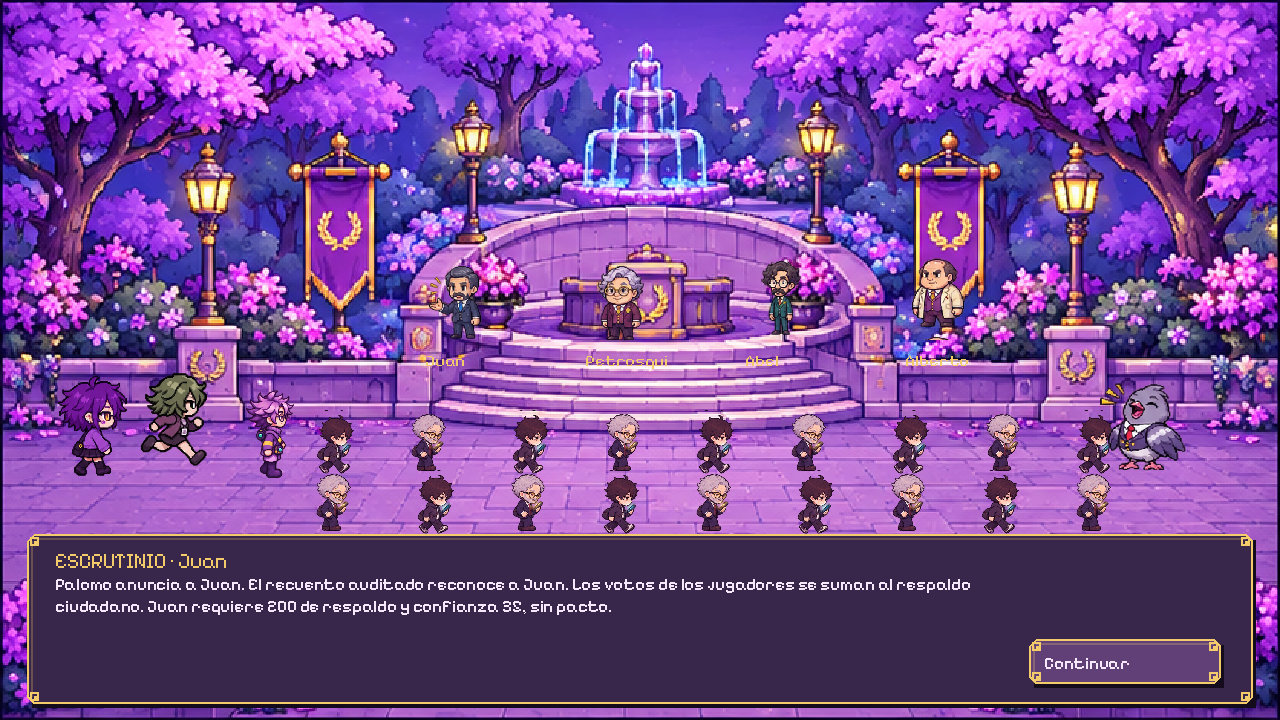 Juan
Petrosqui
Abel
Alberto
ESCRUTINIO · Juan
Palomo anuncia a Juan. El recuento auditado reconoce a Juan. Los votos de los jugadores se suman al respaldo
ciudadano. Juan requiere 200 de respaldo y confianza 38, sin pacto.
Continuar